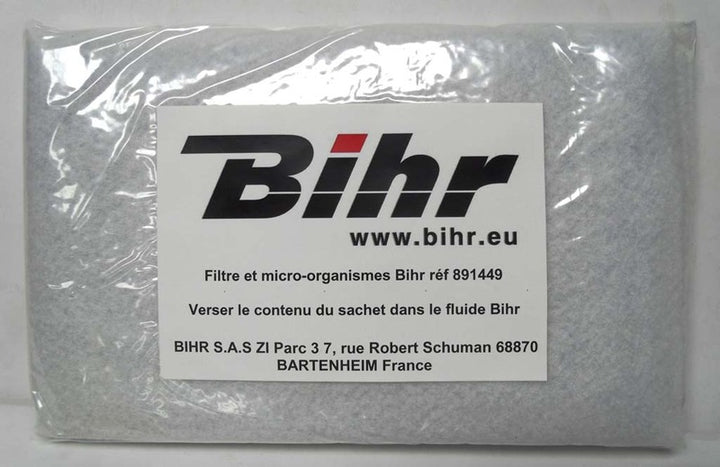 Bihr
www.bihr.eu
Filtre et micro-organismes Bihr réf 891449
Verser le contenu du sachet dans le fluide Bihr
BIHR S.A.S ZI Parc 3 7, rue Robert Schuman 68870
BARTENHEIM France